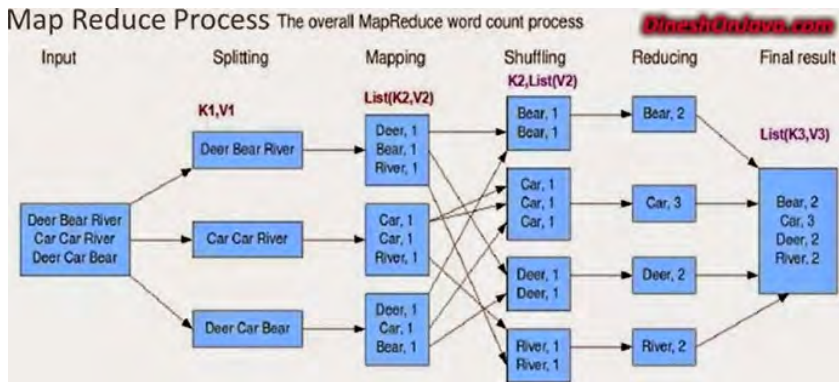 Map Reduce Process The overall MapReduce word count process
DineshOnJava.com
Input
Splitting
Mapping
Shuffling
Reducing
Final result
K1,V1
List(K2,V2)
K2,List(V2)
List(K3,V3)
Deer Bear River
Car Car River
Deer Car Bear
Deer Bear River
Car Car River
Deer Car Bear
Deer, 1
Bear, 1
River, 1
Car, 1
Car, 1
River, 1
Deer, 1
Car, 1
Bear, 1
Bear, 1
Bear, 1
Car, 1
Car, 1
Car, 1
Deer, 1
Deer, 1
River, 1
River, 1
Bear, 2
Car, 3
Deer, 2
River, 2
Bear, 2
Car, 3
Deer, 2
River, 2